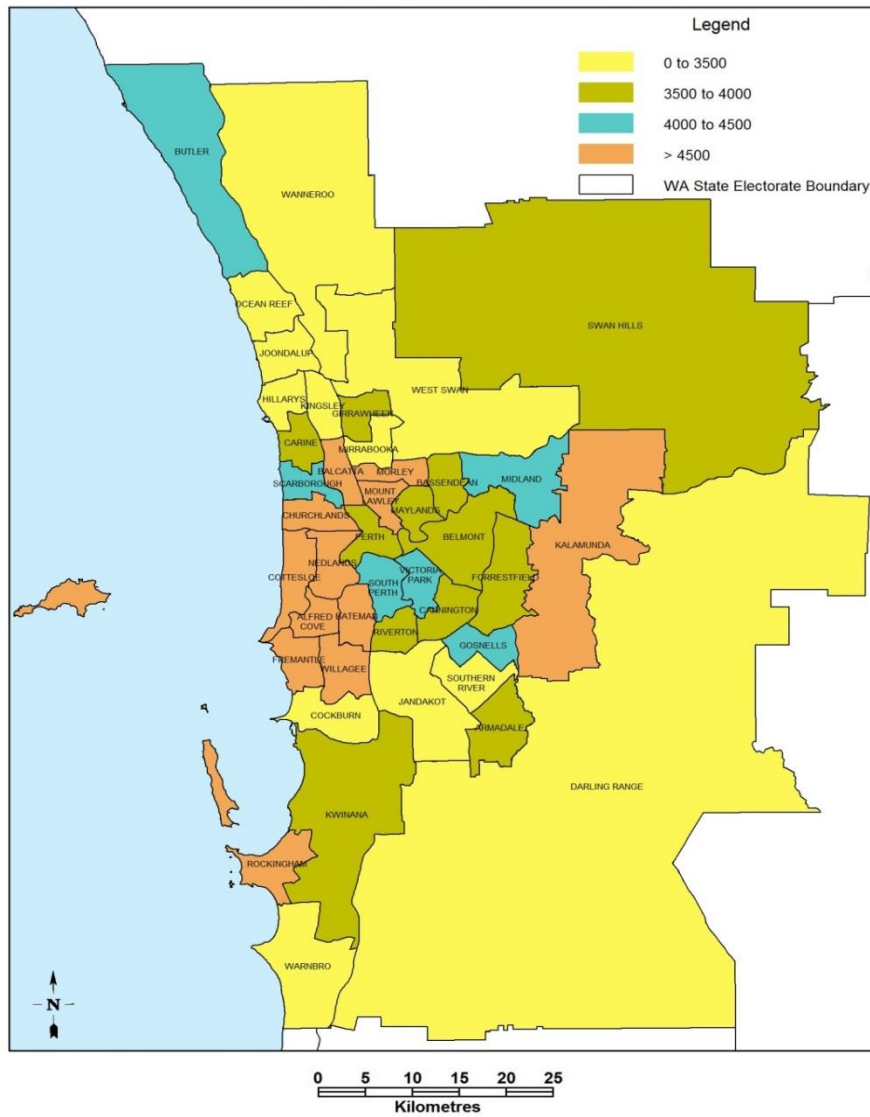 Legend
0 to 3500
3500 to 4000
4000 to 4500
> 4500
WA State Electorate Boundary
BUTLER
WANNEROO
OCEAN REEF
SWAN HILLS
JOONDALUP
WEST SWAN
HILLARYS
KINGSLEY
GIRRAWHEEN
CARINE
MIRRABOOKA
BALCATTA
MORLEY
SCARBOROUGH
BASSENDEAN
MIDLAND
MOUNT
LAWLEY
MAYLANDS
CHURCHLANDS
PERTH
BELMONT
KALAMUNDA
NEDLANDS
VICTORIA
PARK
COTTESLOE
SOUTH
PERTH
FORRESTFIELD
CANNINGTON
ALFRED
COVE
BATEMAN
RIVERTON
GOSNELLS
FREMANTLE
WILLAGEE
SOUTHERN
RIVER
JANDAKOT
COCKBURN
ARMADALE
DARLING RANGE
KWINANA
ROCKINGHAM
WARNBRO
N
0 5 10 15 20 25
Kilometres